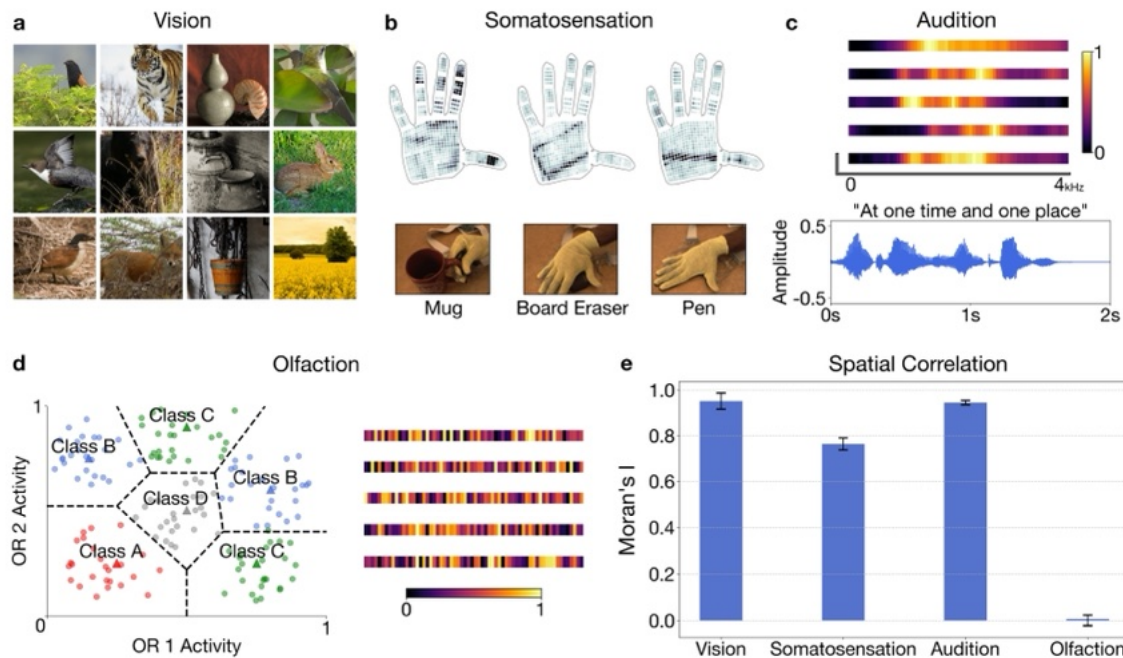 a
Vision
b
Somatosensation
Mug
Board Eraser
Pen
c
Audition
1
0
0
4kHz
"At one time and one place"
Amplitude
0.5
-0.5
0s
1s
2s
d
Olfaction
1
Class C
Class B
Class B
Class D
Class A
Class C
OR 2 Activity
0
1
OR 1 Activity
0
1
e
Spatial Correlation
Moran's I
1.0
0.8
0.6
0.4
0.2
0.0
Vision
Somatosensation
Audition
Olfaction